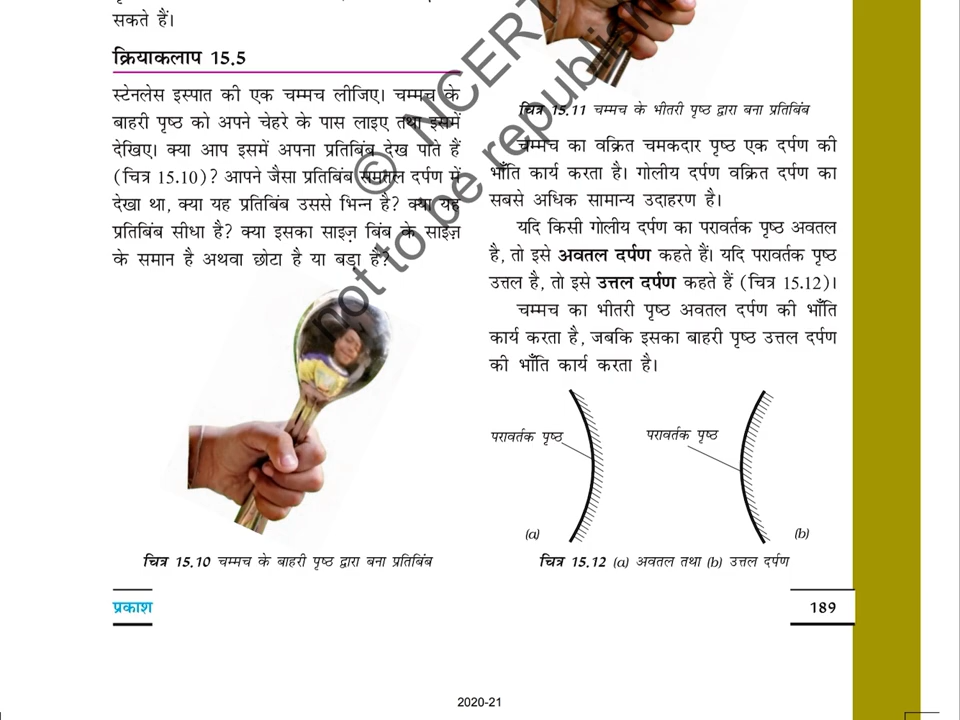 सकते हैं।
क्रियाकलाप 15.5
स्टेनलेस इस्पात की एक चम्मच लीजिए। चम्मच के
बाहरी पृष्ठ को अपने चेहरे के पास लाइए तथा इसमें
देखिए। क्या आप इसमें अपना प्रतिबिंब देख पाते हैं
(चित्र 15.10)? आपने जैसा प्रतिबिंब समतल दर्पण में
देखा था, क्या यह प्रतिबिंब उससे भिन्न है? क्या यह
प्रतिबिंब सीधा है? क्या इसका साइज़ बिंब के साइज़
के समान है अथवा छोटा है या बड़ा है?
चित्र 15.10 चम्मच के बाहरी पृष्ठ द्वारा बना प्रतिबिंब
चित्र 15.11 चम्मच के भीतरी पृष्ठ द्वारा बना प्रतिबिंब
चम्मच का वक्रित चमकदार पृष्ठ एक दर्पण की
भाँति कार्य करता है। गोलीय दर्पण वक्रित दर्पण का
सबसे अधिक सामान्य उदाहरण है।
यदि किसी गोलीय दर्पण का परावर्तक पृष्ठ अवतल
है, तो इसे अवतल दर्पण कहते हैं। यदि परावर्तक पृष्ठ
उत्तल है, तो इसे उत्तल दर्पण कहते हैं (चित्र 15.12)।
चम्मच का भीतरी पृष्ठ अवतल दर्पण की भाँति
कार्य करता है, जबकि इसका बाहरी पृष्ठ उत्तल दर्पण
की भाँति कार्य करता है।
परावर्तक पृष्ठ
परावर्तक पृष्ठ
(a)
(b)
चित्र 15.12 (a) अवतल तथा (b) उत्तल दर्पण
© NCERT
not to be republish
प्रकाश
189
2020-21